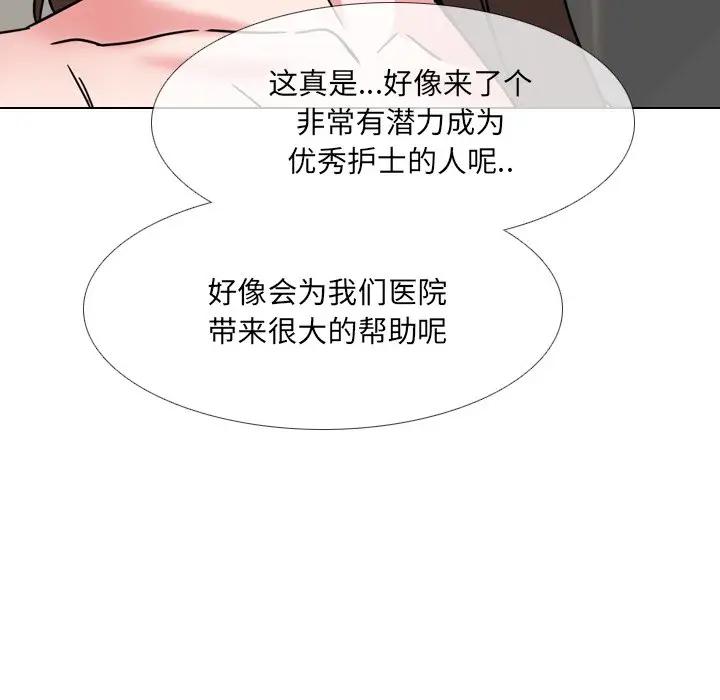 这真是...好像来了个
非常有潜力成为
优秀护士的人呢..
好像会为我们医院
带来很大的帮助呢